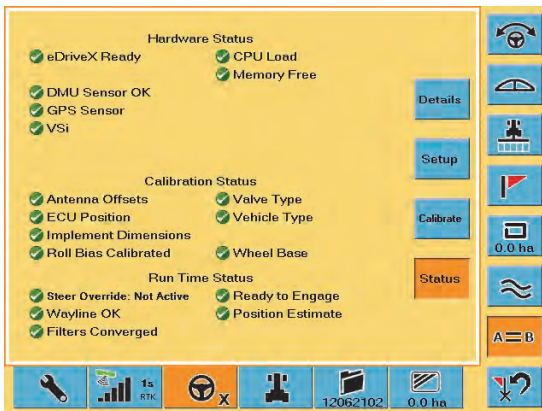 Hardware Status
eDriveX Ready
CPU Load
Memory Free
DMU Sensor OK
GPS Sensor
VSi
Details
Setup
Calibration Status
Antenna Offsets
Valve Type
ECU Position
Vehicle Type
Implement Dimensions
Roll Bias Calibrated
Wheel Base
Calibrate
Run Time Status
Steer Override: Not Active
Ready to Engage
Wayline OK
Position Estimate
Filters Converged
Status
0.0 ha
A=B
1s
RTK
X
12062102
0.0 ha